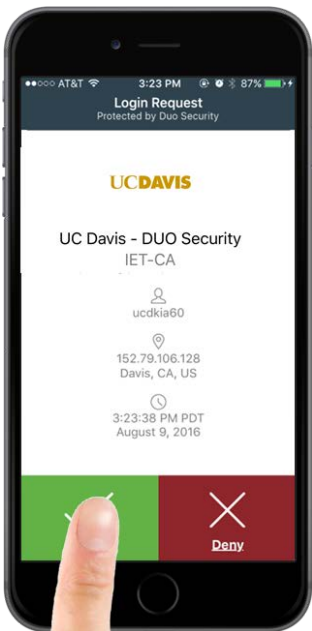 AT&T 3:23 PM 87%
Login Request
Protected by Duo Security
UCDAVIS
UC Davis - DUO Security
IET-CA
ucdkia60
152.79.106.128
Davis, CA, US
3:23:38 PM PDT
August 9, 2016
Deny